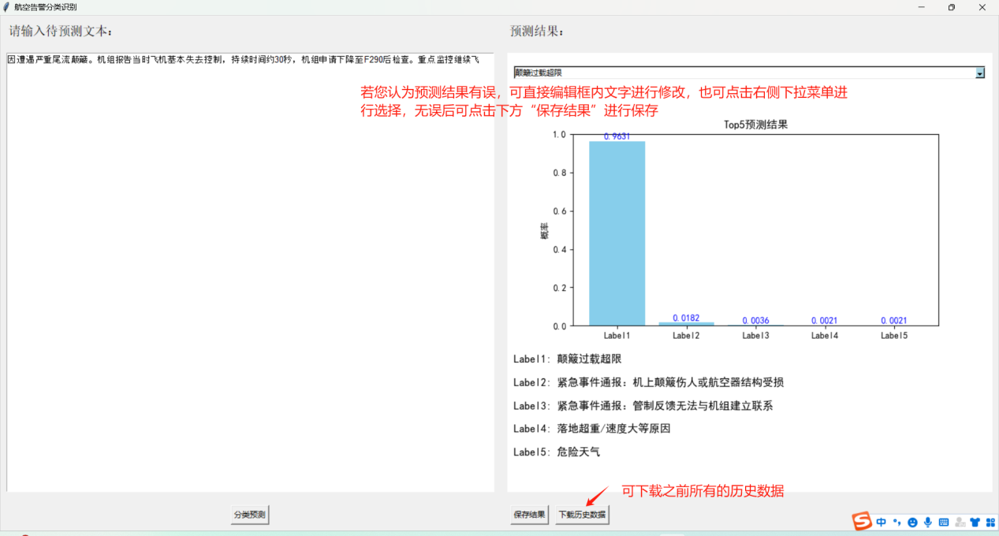 航空告警分类识别
请输入待预测文本：
预测结果：
因遭遇严重尾流颠簸。机组报告当时飞机基本失去控制，持续时间约30秒，机组申请下降至F290后检查。重点监控继续飞
颠簸过载超限
若您认为预测结果有误，可直接编辑框内文字进行修改，也可点击右侧下拉菜单进
行选择，无误后可点击下方“保存结果”进行保存
Top5预测结果
1.0
0.8
0.6
0.4
0.2
0.0
概率
0.9631
0.0182
0.0036
0.0021
0.0021
Label1
Label2
Label3
Label4
Label5
Label1: 颠簸过载超限
Label2: 紧急事件通报：机上颠簸伤人或航空器结构受损
Label3: 紧急事件通报：管制反馈无法与机组建立联系
Label4: 落地超重/速度大等原因
Label5: 危险天气
可下载之前所有的历史数据
分类预测
保存结果
下载历史数据
S
中